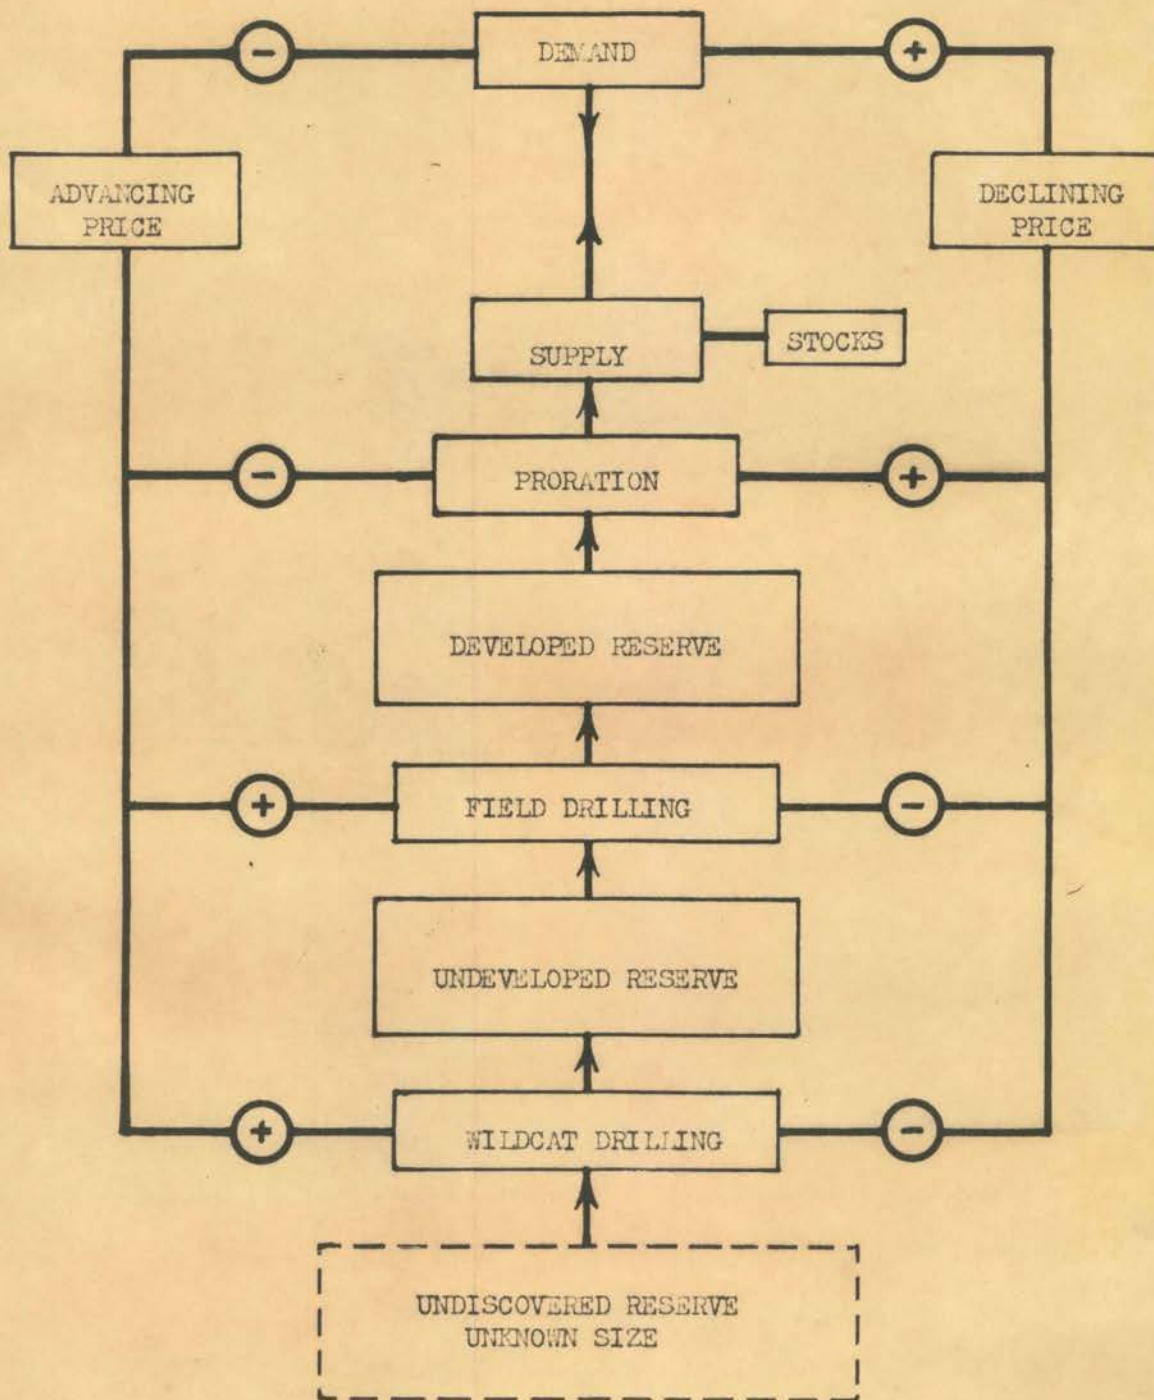 −
DEMAND
+
ADVANCING
PRICE
DECLINING
PRICE
SUPPLY
STOCKS
−
PRORATION
+
DEVELOPED RESERVE
+
FIELD DRILLING
−
UNDEVELOPED RESERVE
+
WILDCAT DRILLING
−
UNDISCOVERED RESERVE
UNKNOWN SIZE